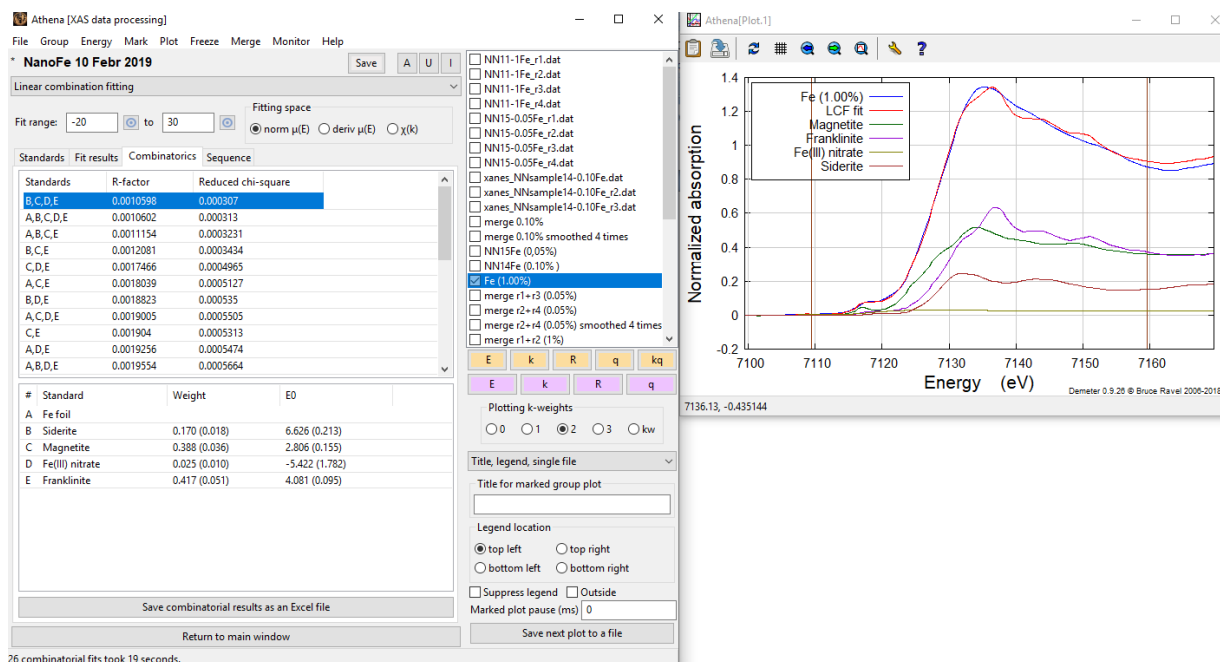 Athena [XAS data processing]
File Group Energy Mark Plot Freeze Merge Monitor Help
* NanoFe 10 Febr 2019 Save A U I
Linear combination fitting
Fit range: -20 to 30
Fitting space
norm μ(E) deriv μ(E) χ(k)
Standards Fit results Combinatorics Sequence
Standards R-factor Reduced chi-square
B,C,D,E 0.0010598 0.000307
A,B,C,D,E 0.0010602 0.000313
A,B,C,E 0.0011154 0.0003231
B,C,E 0.0012081 0.0003434
C,D,E 0.0017466 0.0004965
A,C,E 0.0018039 0.0005127
B,D,E 0.0018823 0.000535
A,C,D,E 0.0019005 0.0005505
C,E 0.001904 0.0005313
A,D,E 0.0019256 0.0005474
A,B,D,E 0.0019554 0.0005664
# Standard Weight E0
A Fe foil
B Siderite 0.170 (0.018) 6.626 (0.213)
C Magnetite 0.388 (0.036) 2.806 (0.155)
D Fe(III) nitrate 0.025 (0.010) -5.422 (1.782)
E Franklinite 0.417 (0.051) 4.081 (0.095)
Save combinatorial results as an Excel file
Return to main window
26 combinatorial fits took 19 seconds.
NN11-1Fe_r1.dat
NN11-1Fe_r2.dat
NN11-1Fe_r3.dat
NN11-1Fe_r4.dat
NN15-0.05Fe_r1.dat
NN15-0.05Fe_r2.dat
NN15-0.05Fe_r3.dat
NN15-0.05Fe_r4.dat
xanes_NNsample14-0.10Fe.dat
xanes_NNsample14-0.10Fe_r2.dat
xanes_NNsample14-0.10Fe_r3.dat
merge 0.10%
merge 0.10% smoothed 4 times
NN15Fe (0,05%)
NN14Fe (0.10% )
Fe (1.00%)
merge r1+r3 (0.05%)
merge r2+r4 (0.05%)
merge r2+r4 (0.05%) smoothed 4 times
merge r1+r2 (1%)
E k R q kq
E k R q
Plotting k-weights
0 1 2 3 kw
Title, legend, single file
Title for marked group plot
Legend location
top left top right
bottom left bottom right
Suppress legend Outside
Marked plot pause (ms) 0
Save next plot to a file
Athena[Plot.1]
Fe (1.00%)
LCF fit
Magnetite
Franklinite
Fe(III) nitrate
Siderite
Normalized absorption
1.4
1.2
1
0.8
0.6
0.4
0.2
0
-0.2
7100 7110 7120 7130 7140 7150 7160
Energy (eV)
Demeter 0.9.26 © Bruce Ravel 2006-2018
7136.13, -0.435144